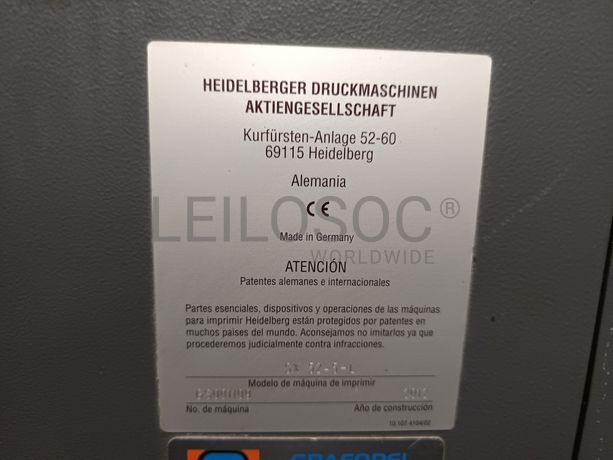 HEIDELBERGER DRUCKMASCHINEN
AKTIENGESELLSCHAFT
Kurfürsten-Anlage 52-60
69115 Heidelberg
Alemania
CE
LEILOSOC®
WORLDWIDE
Made in Germany
ATENCIÓN
Patentes alemanes e internacionales
Partes esenciales, dispositivos y operaciones de las máquinas
para imprimir Heidelberg están protegidos por patentes en
muchos paises del mundo. Aconsejamos no imitarlos ya que
procederemos judicialmente contra infracciones.
Modelo de máquina de imprimir
2012
No. de máquina
Año de construcción